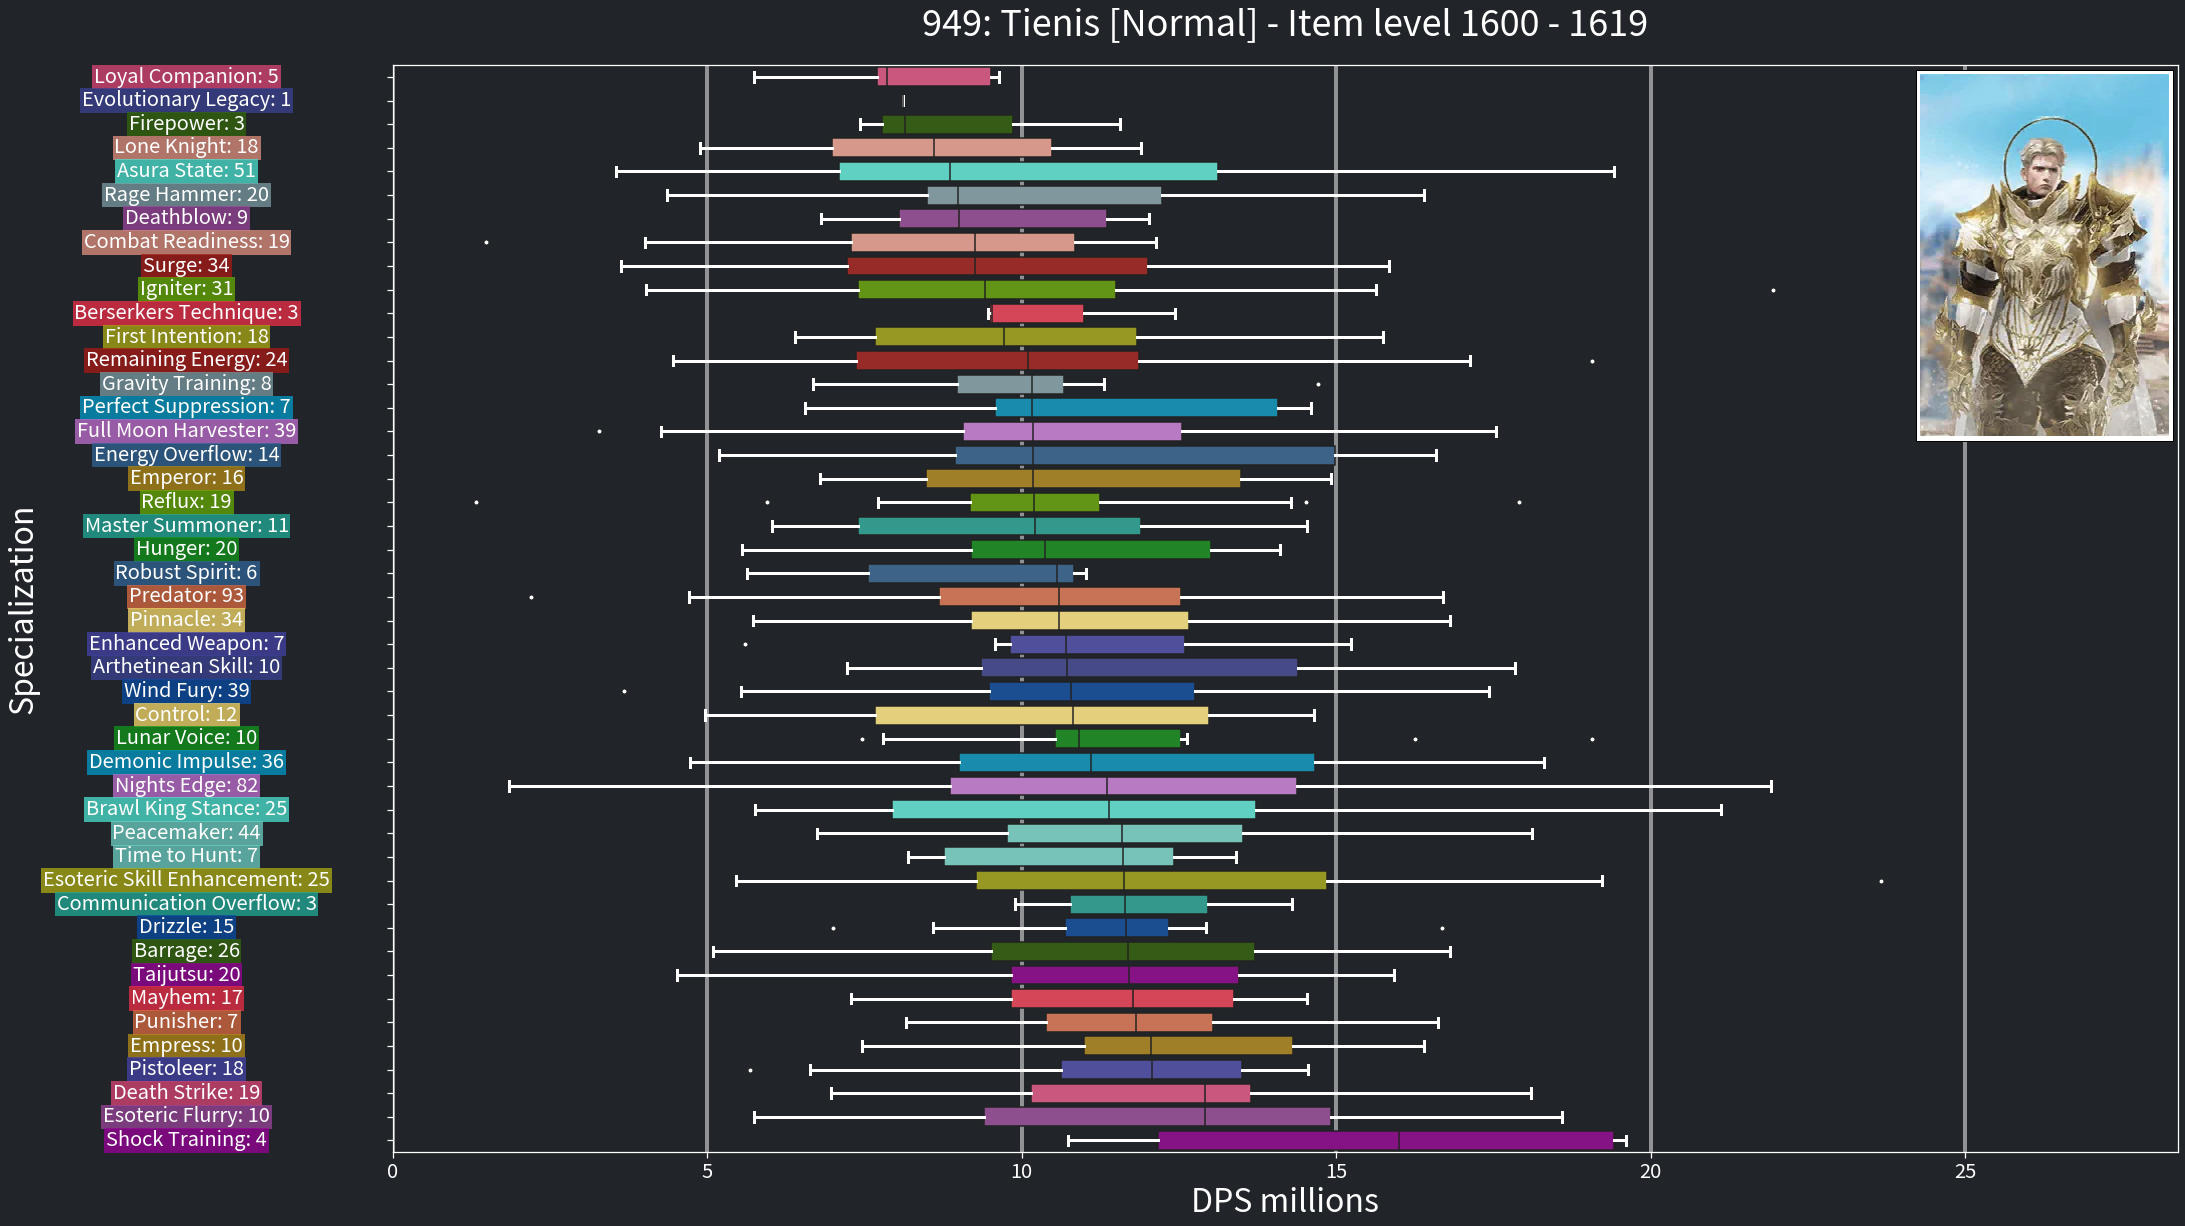 949: Tienis [Normal] - Item level 1600 - 1619
Specialization
Loyal Companion: 5
Evolutionary Legacy: 1
Firepower: 3
Lone Knight: 18
Asura State: 51
Rage Hammer: 20
Deathblow: 9
Combat Readiness: 19
Surge: 34
Igniter: 31
Berserkers Technique: 3
First Intention: 18
Remaining Energy: 24
Gravity Training: 8
Perfect Suppression: 7
Full Moon Harvester: 39
Energy Overflow: 14
Emperor: 16
Reflux: 19
Master Summoner: 11
Hunger: 20
Robust Spirit: 6
Predator: 93
Pinnacle: 34
Enhanced Weapon: 7
Arthetinean Skill: 10
Wind Fury: 39
Control: 12
Lunar Voice: 10
Demonic Impulse: 36
Nights Edge: 82
Brawl King Stance: 25
Peacemaker: 44
Time to Hunt: 7
Esoteric Skill Enhancement: 25
Communication Overflow: 3
Drizzle: 15
Barrage: 26
Taijutsu: 20
Mayhem: 17
Punisher: 7
Empress: 10
Pistoleer: 18
Death Strike: 19
Esoteric Flurry: 10
Shock Training: 4
0 5 10 15 20 25
DPS millions